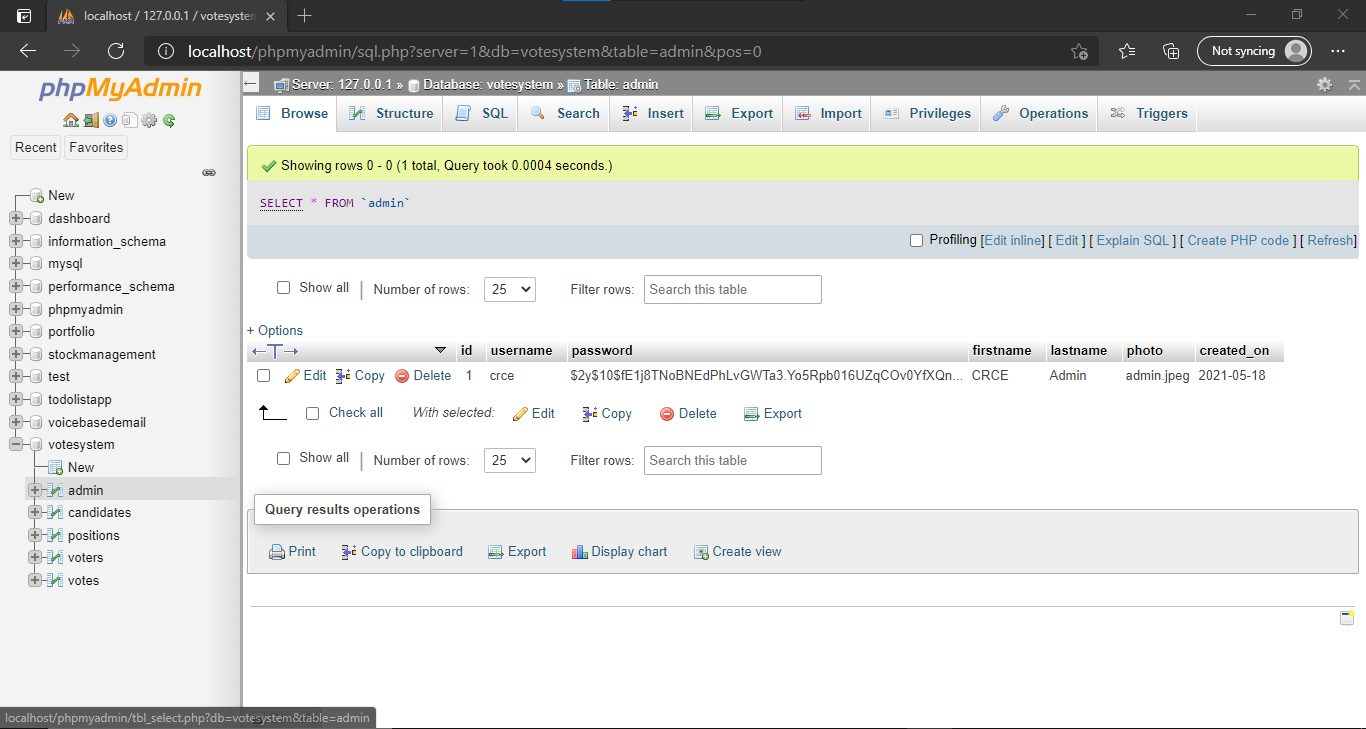 localhost / 127.0.0.1 / votesystem
localhost/phpmyadmin/sql.php?server=1&db=votesystem&table=admin&pos=0
Not syncing
phpMyAdmin
Recent Favorites
New
dashboard
information_schema
mysql
performance_schema
phpmyadmin
portfolio
stockmanagement
test
todolistapp
voicebasedemail
votesystem
New
admin
candidates
positions
voters
votes
Server: 127.0.0.1 » Database: votesystem » Table: admin
Browse Structure SQL Search Insert Export Import Privileges Operations Triggers
Showing rows 0 - 0 (1 total, Query took 0.0004 seconds.)
SELECT * FROM `admin`
Profiling [Edit inline] [ Edit ] [ Explain SQL ] [ Create PHP code ] [ Refresh]
Show all | Number of rows: 25 Filter rows: Search this table
+ Options
←T→ id username password firstname lastname photo created_on
Edit Copy Delete 1 crce $2y$10$fE1j8TNoBNEdPhLvGWTa3.Yo5Rpb016UZqCOv0YfXQn... CRCE Admin admin.jpeg 2021-05-18
Check all With selected: Edit Copy Delete Export
Show all | Number of rows: 25 Filter rows: Search this table
Query results operations
Print Copy to clipboard Export Display chart Create view
localhost/phpmyadmin/tbl_select.php?db=votesystem&table=admin